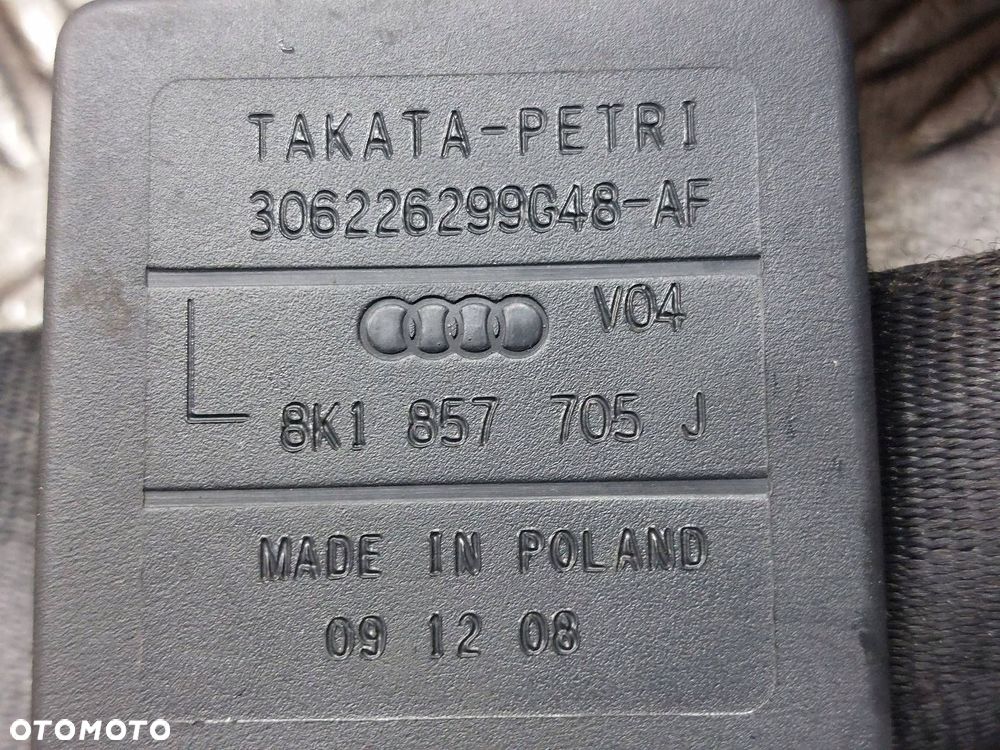 TAKATA-PETRI
306226299G48-AF
V04
L 8K1 857 705 J
MADE IN POLAND
09 12 08
OTOMOTO